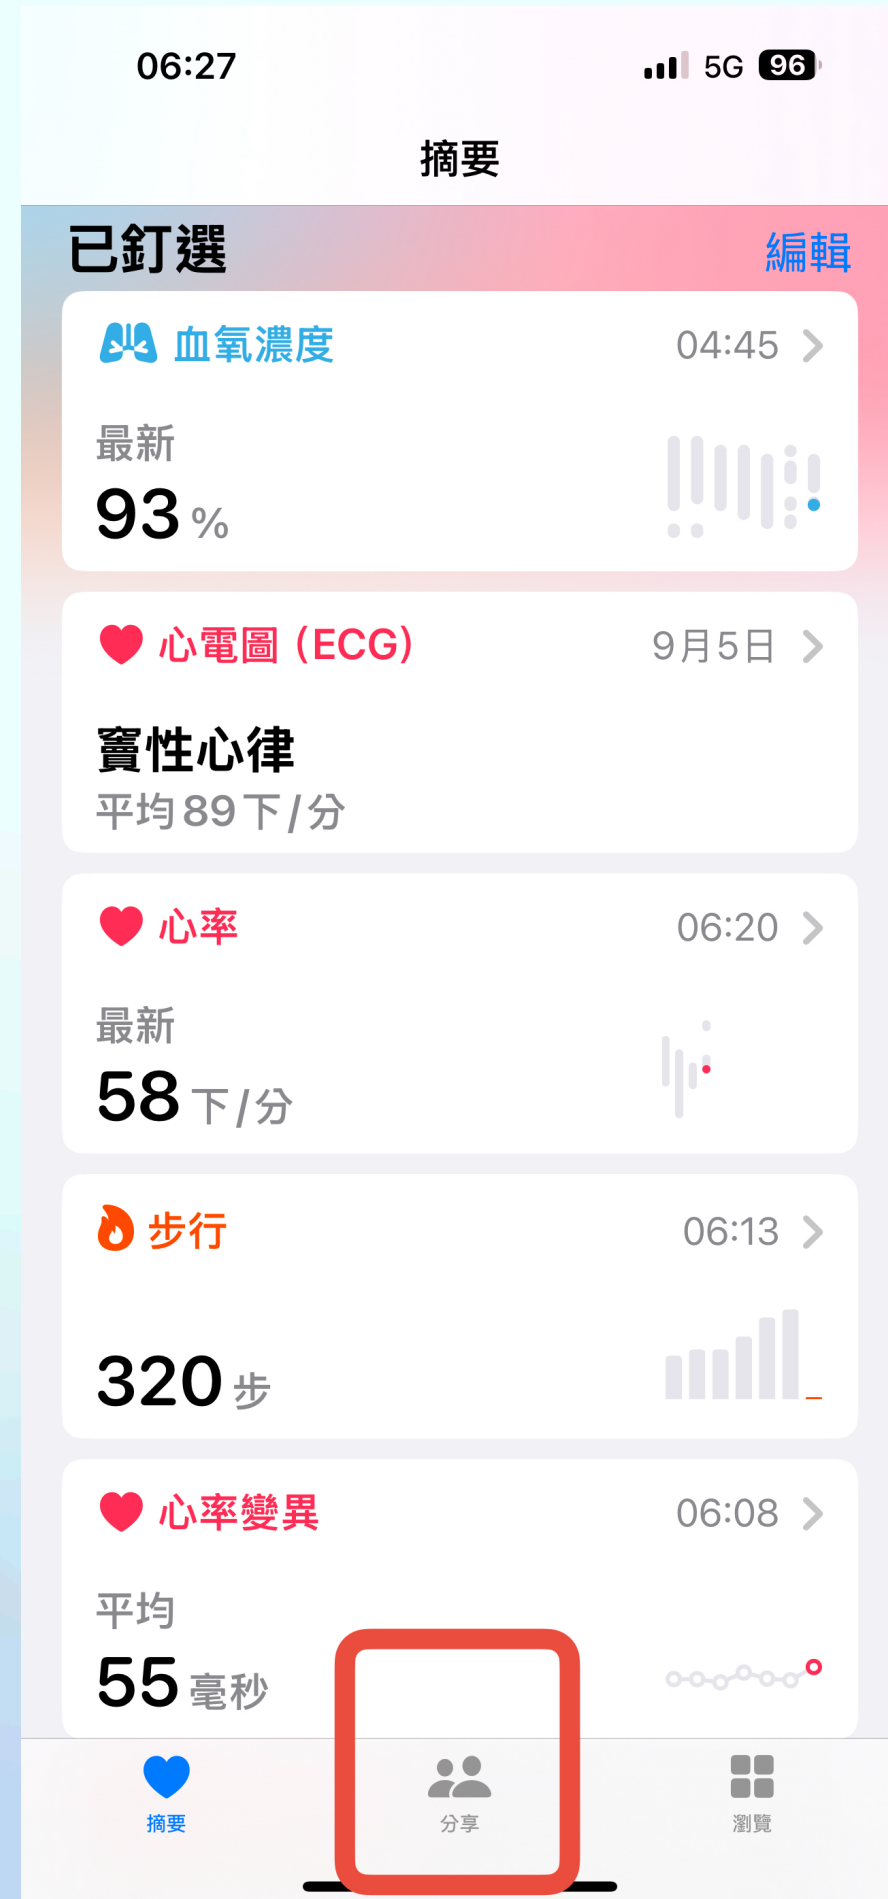 06:27 5G 96
摘要
已釘選 編輯
血氧濃度 04:45
最新
93 %
心電圖（ECG） 9月5日
竇性心律
平均89下/分
心率 06:20
最新
58 下/分
步行 06:13
320 步
心率變異 06:08
平均
55 毫秒
摘要 分享 瀏覽